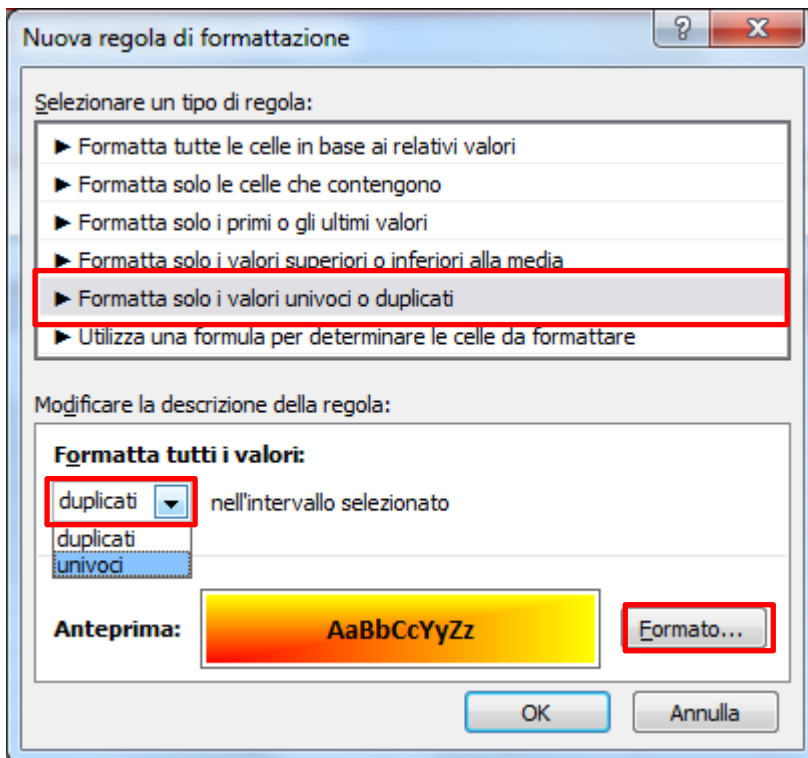 Nuova regola di formattazione
?
Selezionare un tipo di regola:
► Formatta tutte le celle in base ai relativi valori
► Formatta solo le celle che contengono
► Formatta solo i primi o gli ultimi valori
► Formatta solo i valori superiori o inferiori alla media
► Formatta solo i valori univoci o duplicati
► Utilizza una formula per determinare le celle da formattare
Modificare la descrizione della regola:
Formatta tutti i valori:
duplicati nell'intervallo selezionato
duplicati
univoci
Anteprima: AaBbCcYyZz Formato...
OK Annulla